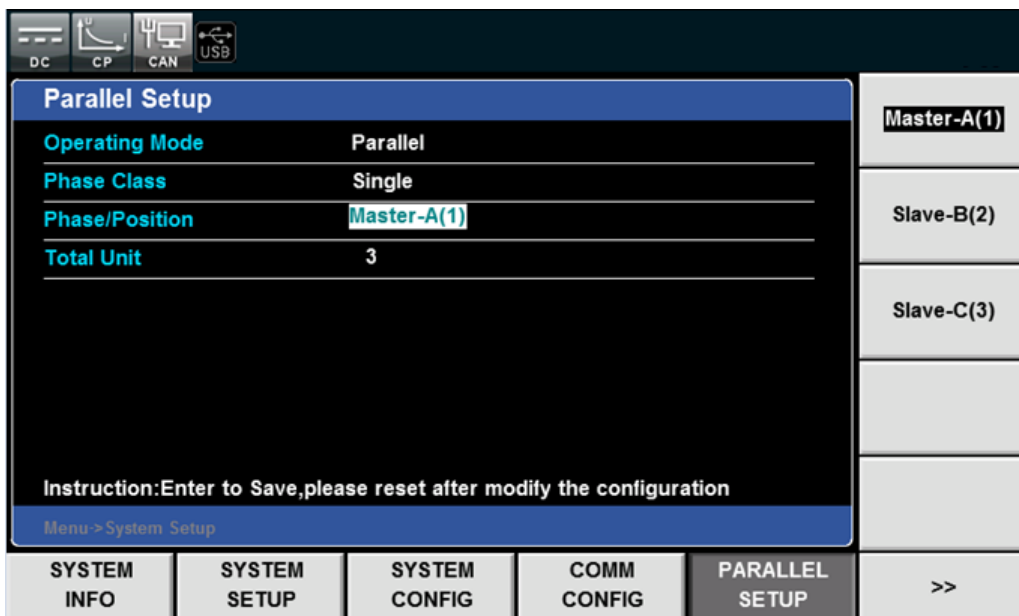 DC CP CAN USB
Parallel Setup
Master-A(1)
Operating Mode Parallel
Phase Class Single
Phase/Position Master-A(1)
Slave-B(2)
Total Unit 3
Slave-C(3)
Instruction:Enter to Save,please reset after modify the configuration
Menu->System Setup
SYSTEM INFO
SYSTEM SETUP
SYSTEM CONFIG
COMM CONFIG
PARALLEL SETUP
>>